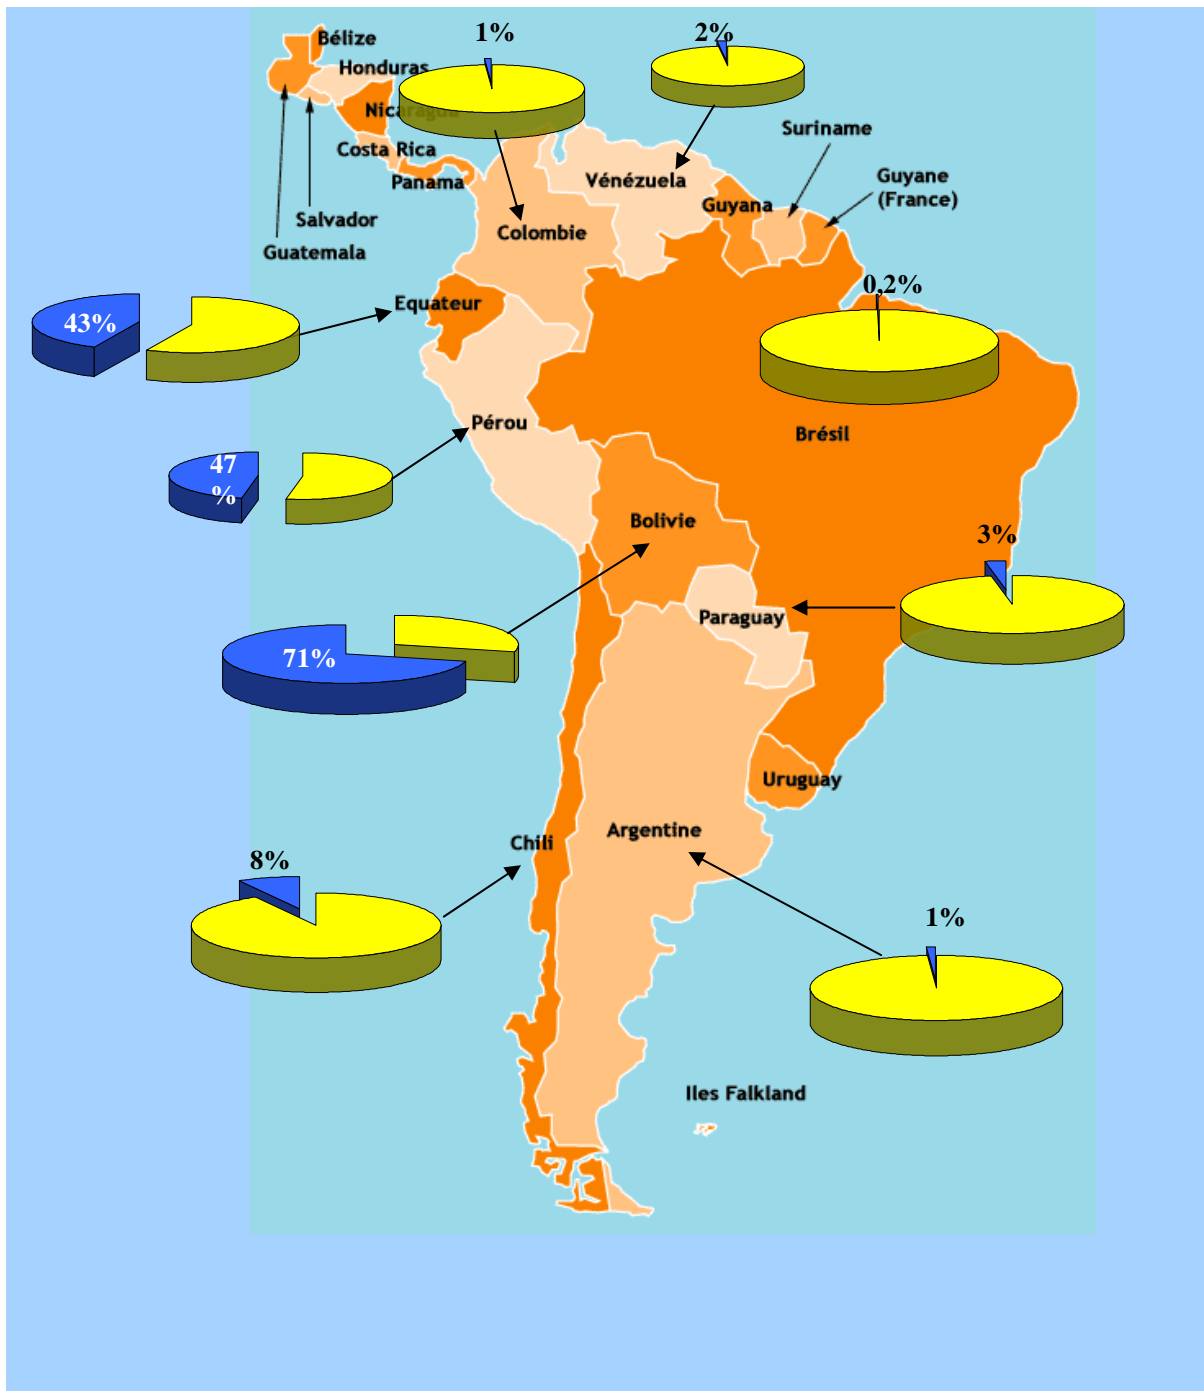 1%
2%
Bélize
Honduras
Nicaragua
Suriname
Costa Rica
Panama
Vénézuela
Guyane
(France)
Guyana
Salvador
Colombie
Guatemala
0,2%
Equateur
43%
Pérou
Brésil
47
%
Bolivie
3%
Paraguay
71%
Uruguay
Argentine
Chili
8%
1%
Iles Falkland